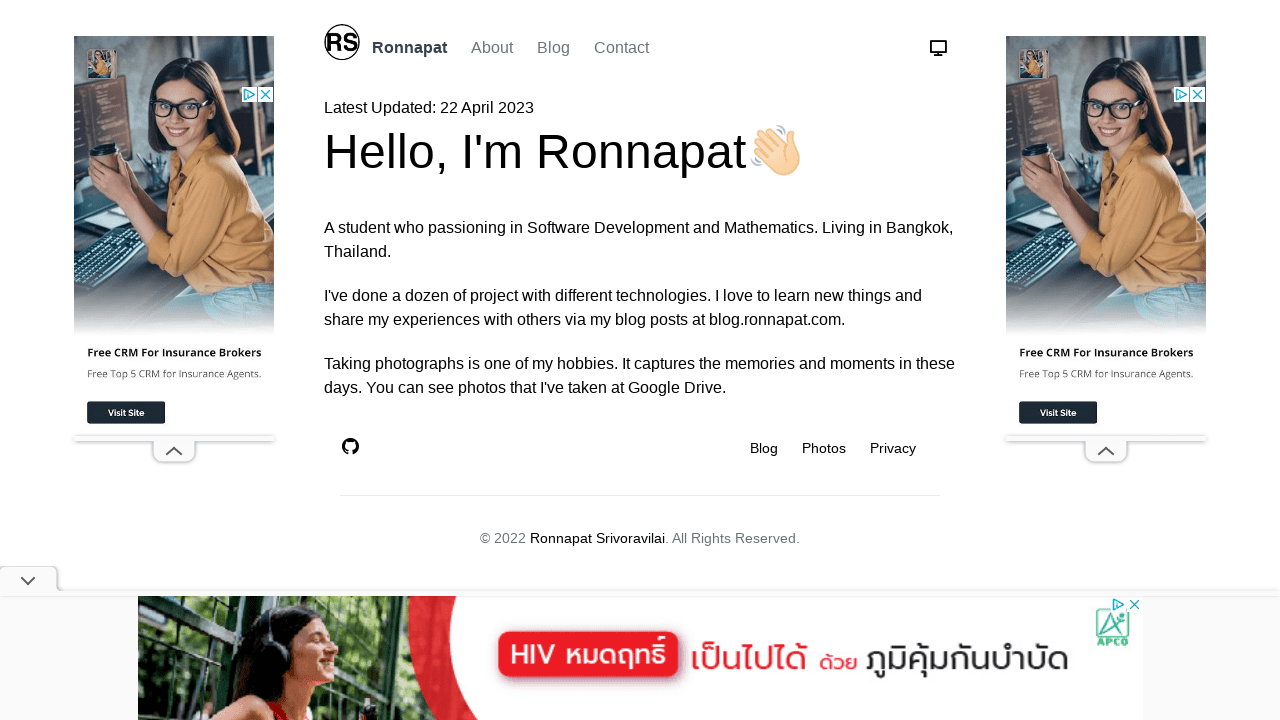 RS
Ronnapat About Blog Contact
Latest Updated: 22 April 2023
Hello, I'm Ronnapat
A student who passioning in Software Development and Mathematics. Living in Bangkok,
Thailand.
I've done a dozen of project with different technologies. I love to learn new things and
share my experiences with others via my blog posts at blog.ronnapat.com.
Taking photographs is one of my hobbies. It captures the memories and moments in these
days. You can see photos that I've taken at Google Drive.
Blog Photos Privacy
© 2022 Ronnapat Srivoravilai. All Rights Reserved.
Free CRM For Insurance Brokers
Free Top 5 CRM for Insurance Agents.
Visit Site
Free CRM For Insurance Brokers
Free Top 5 CRM for Insurance Agents.
Visit Site
HIV หมดฤทธิ์ เป็นไปได้ ด้วย ภูมิคุ้มกันบำบัด
APCO